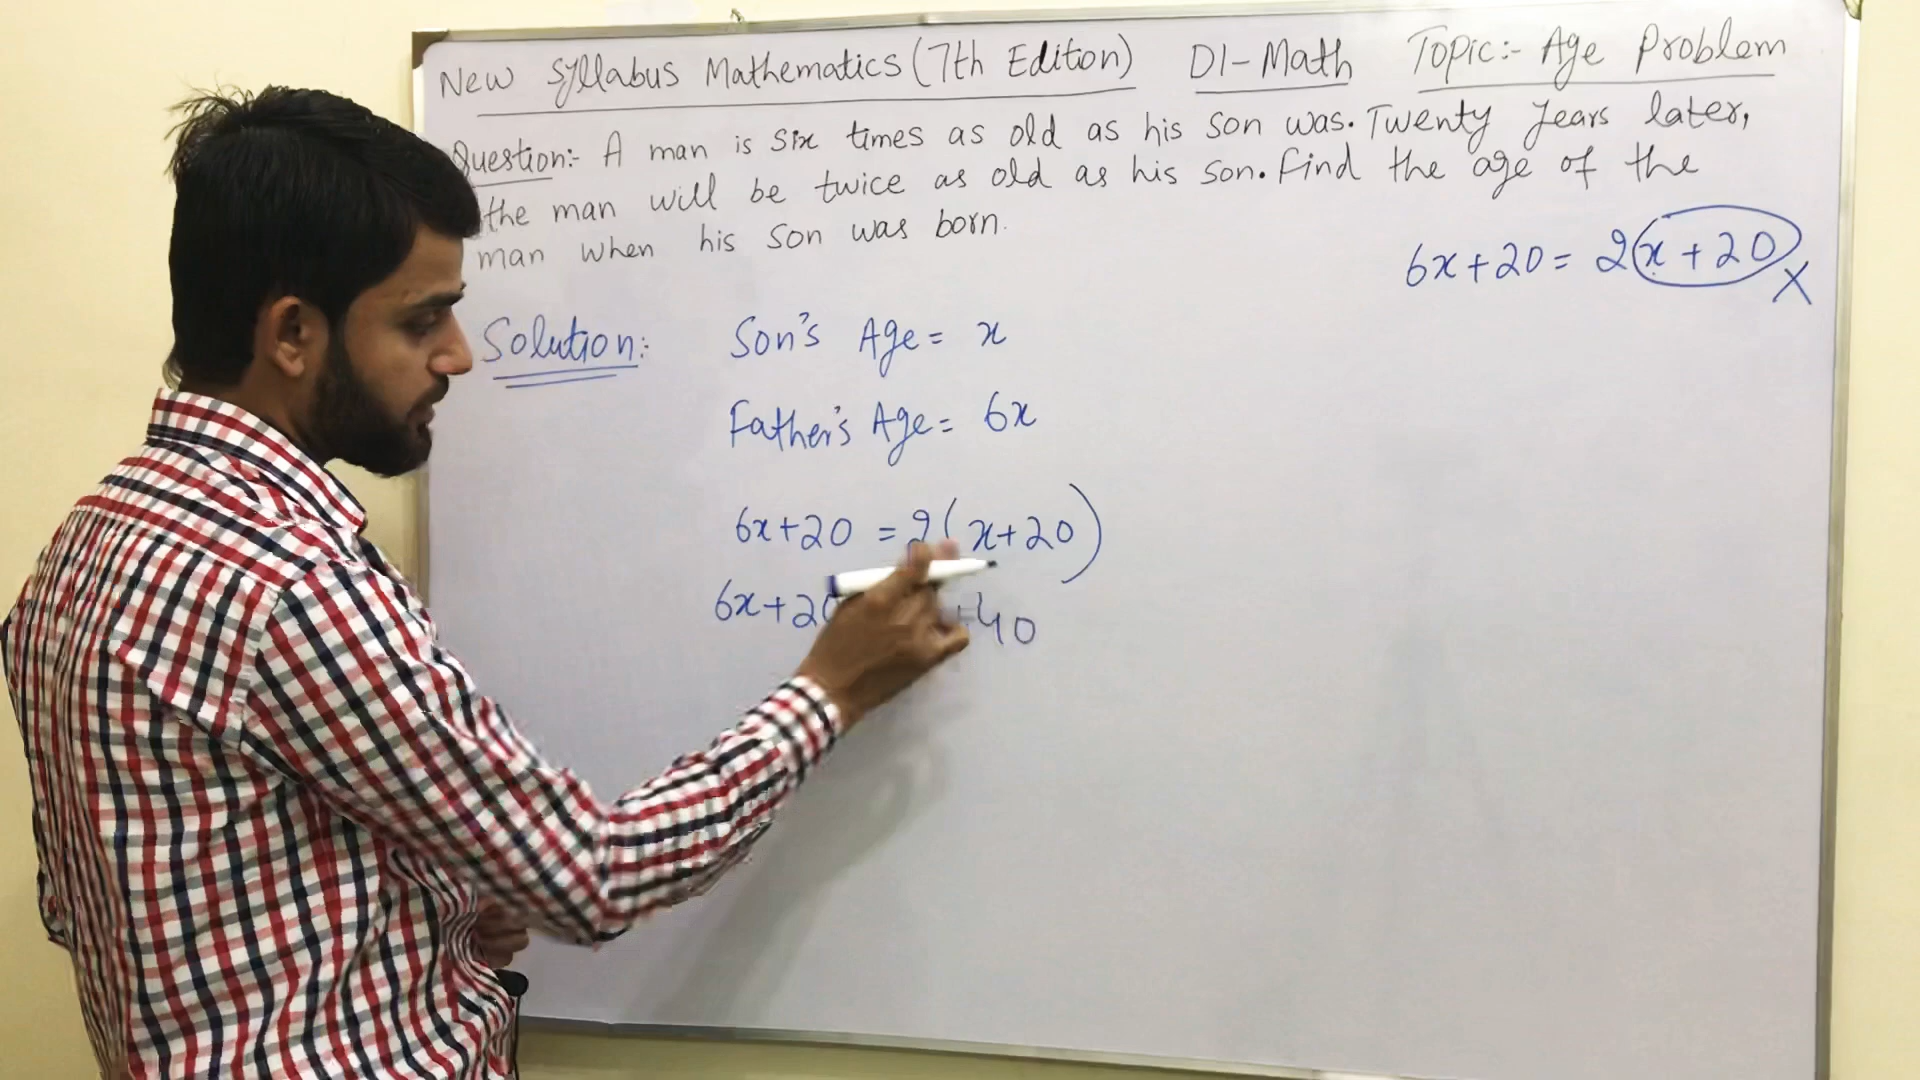 New Syllabus Mathematics (7th Edition) D1-Math Topic:- Age Problem
Question:- A man is six times as old as his son was. Twenty years later,
the man will be twice as old as his son. Find the age of the
man when his son was born.
6x+20= 2(x+20) X
Solution: Son's Age= x
Father's Age= 6x
6x+20 =2(x+20)
6x+20 +40